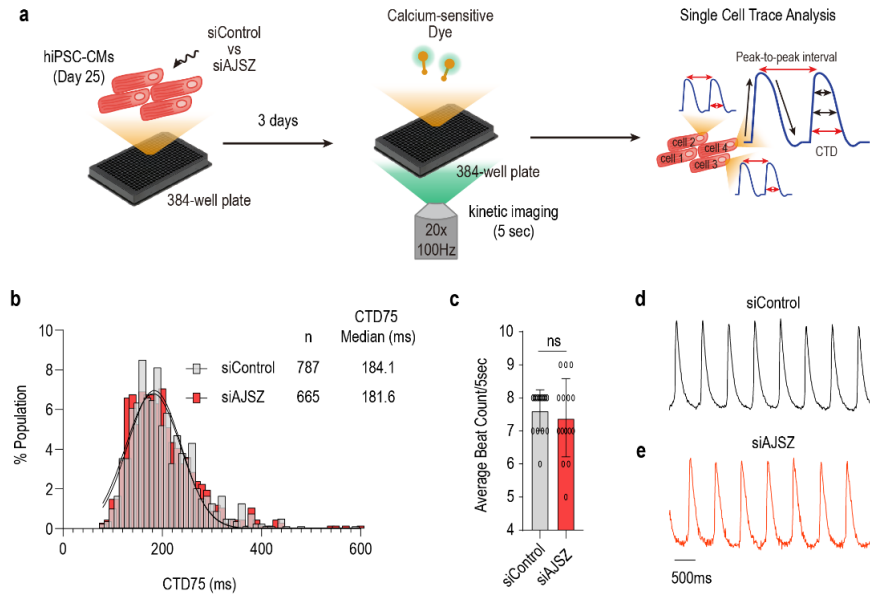 a
hiPSC-CMs
(Day 25)
siControl
vs
siAJSZ
384-well plate
3 days
Calcium-sensitive
Dye
384-well plate
kinetic imaging
(5 sec)
20x
100Hz
Single Cell Trace Analysis
Peak-to-peak interval
cell 2
cell 4
cell 1
cell 3
CTD
b
% Population
10
8
6
4
2
0
0
200
400
600
CTD75 (ms)
n
CTD75
Median (ms)
siControl 787 184.1
siAJSZ 665 181.6
c
Average Beat Count/5sec
10
9
8
7
6
5
4
ns
siControl
siAJSZ
d
siControl
e
siAJSZ
500ms